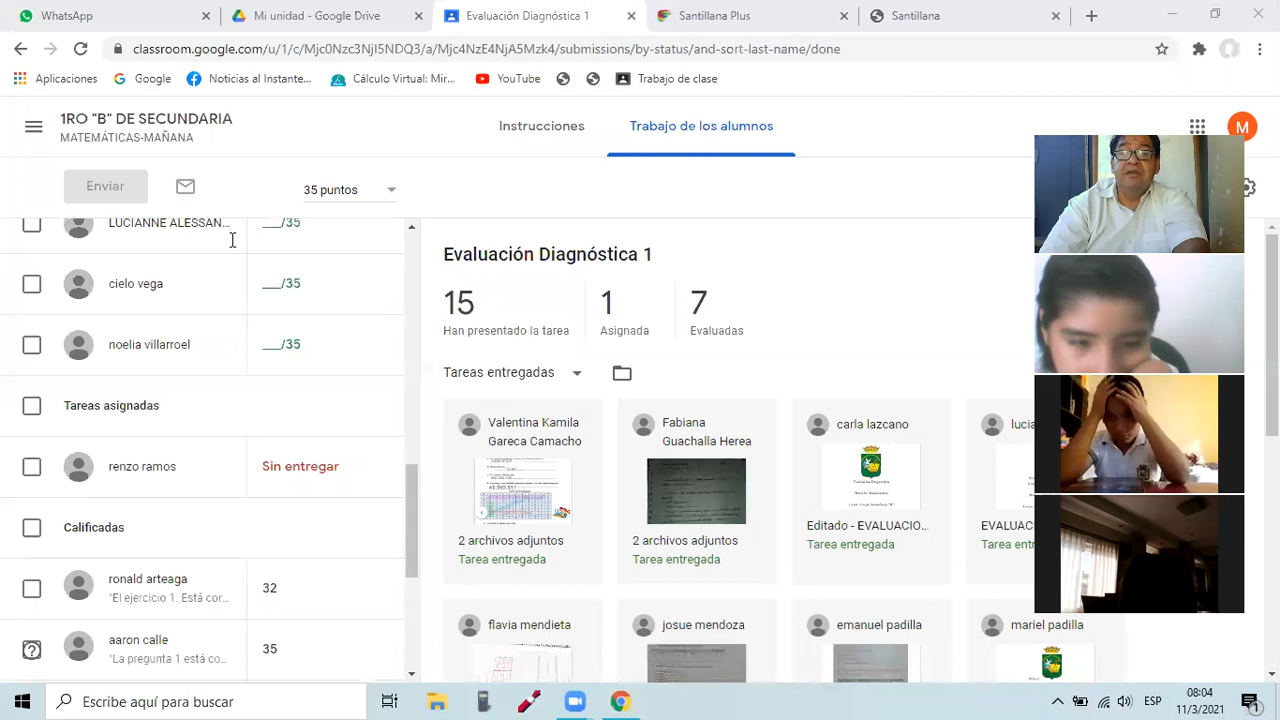 WhatsApp
Mi unidad - Google Drive
Evaluación Diagnóstica 1
Santillana Plus
Santillana
classroom.google.com/u/1/c/Mjc0Nzc3NjI5NDQ3/a/Mjc4NzE4NjA5Mzk4/submissions/by-status/and-sort-last-name/done
Aplicaciones
Google
Noticias al Instante...
Cálculo Virtual: Mir...
YouTube
Trabajo de clase
1RO "B" DE SECUNDARIA
MATEMÁTICAS-MAÑANA
Instrucciones
Trabajo de los alumnos
M
Enviar
35 puntos
LUCIANNE ALESSAN...
___/35
cielo vega
___/35
noelia villarroel
___/35
Tareas asignadas
renzo ramos
Sin entregar
Calificadas
ronald arteaga
"El ejercicio 1. Está cor...
32
aaron calle
"La pregunta 1 está co...
35
Evaluación Diagnóstica 1
15
Han presentado la tarea
1
Asignada
7
Evaluadas
Tareas entregadas
Valentina Kamila
Gareca Camacho
2 archivos adjuntos
Tarea entregada
Fabiana
Guachalla Herea
2 archivos adjuntos
Tarea entregada
carla lazcano
Editado - EVALUACIO...
Tarea entregada
EVALUAC
flavia mendieta
josue mendoza
emanuel padilla
mariel padilla
Escribe aquí para buscar
ESP
08:04
11/3/2021
1